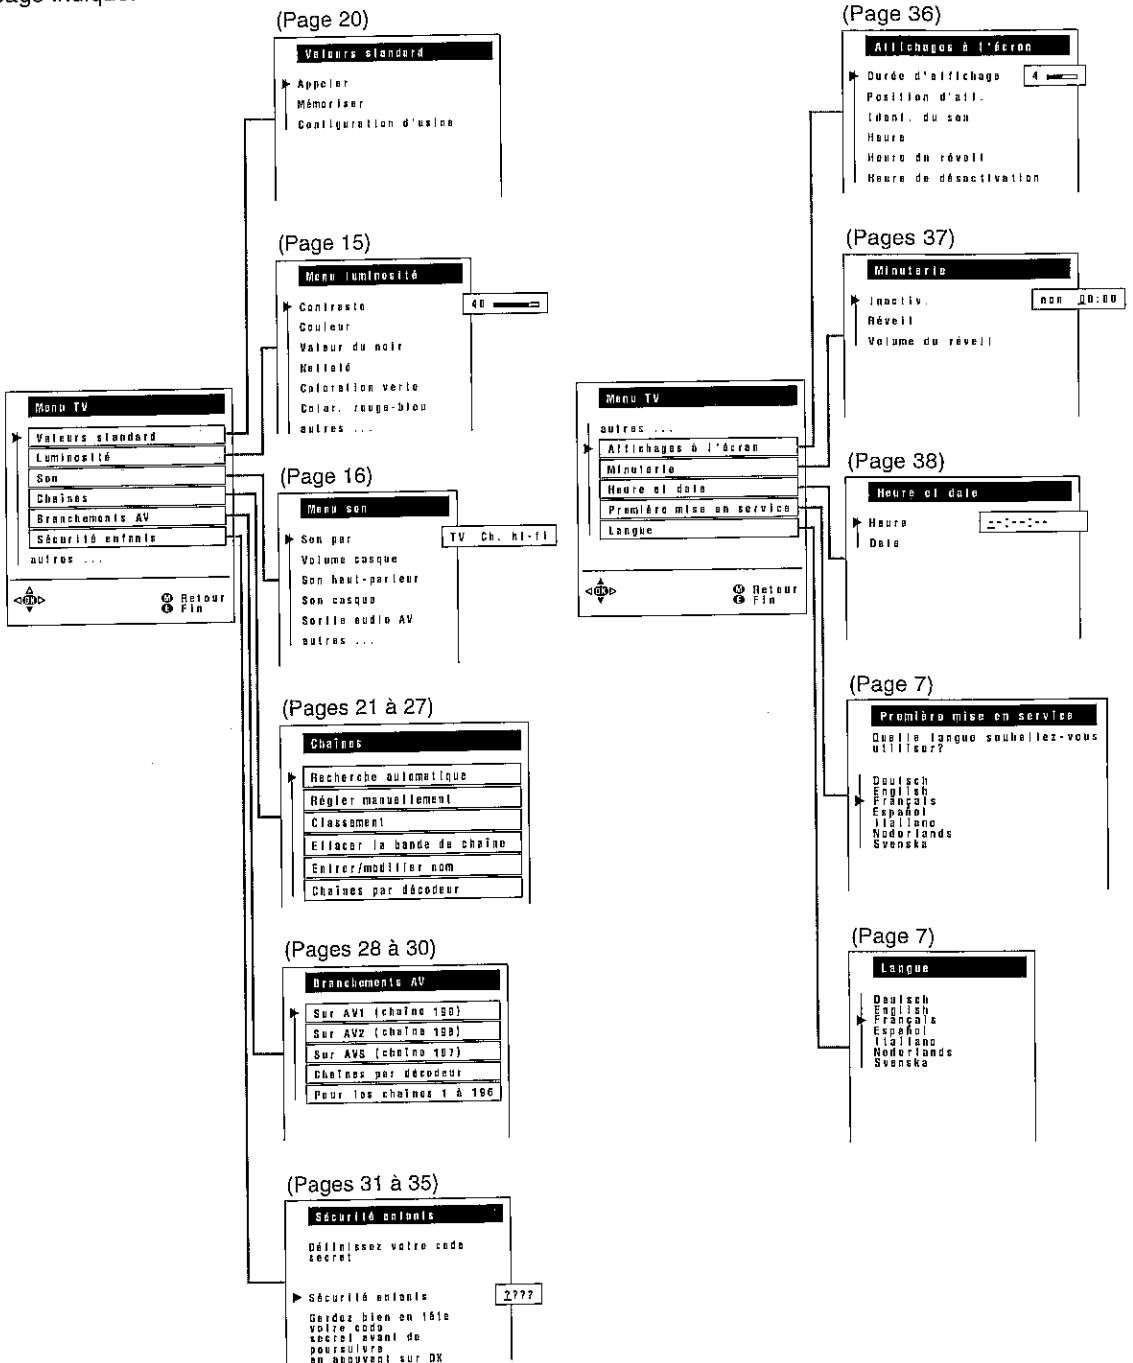 page indiqué.
(Page 20)
Valeurs standard
Appeler
Mémoriser
Configuration d'usine
(Page 15)
Menu luminosité
Contraste
40
Couleur
Valeur du noir
Netteté
Coloration verte
Color. rouge-bleu
autres ...
Menu TV
Valeurs standard
Luminosité
Son
Chaînes
Branchements AV
Sécurité enfants
autres ...
OK
M Retour
E Fin
(Page 16)
Menu son
Son par
TV Ch. hi-fi
Volume casque
Son haut-parleur
Son casque
Sortie audio AV
autres ...
(Pages 21 à 27)
Chaînes
Recherche automatique
Régler manuellement
Classement
Effacer la bande de chaîne
Entrer/modifier nom
Chaînes par décodeur
(Pages 28 à 30)
Branchements AV
Sur AV1 (chaîne 199)
Sur AV2 (chaîne 198)
Sur AVS (chaîne 197)
Chaînes par décodeur
Pour les chaînes 1 à 196
(Pages 31 à 35)
Sécurité enfants
Définissez votre code
secret
Sécurité enfants
????
Gardez bien en tête
votre code
secret avant de
poursuivre
en appuyant sur OK
(Page 36)
Affichages à l'écran
Durée d'affichage
4
Position d'aff.
Ident. du son
Heure
Heure du réveil
Heure de désactivation
(Pages 37)
Minuterie
Inactiv.
non 00:00
Réveil
Volume du réveil
Menu TV
autres ...
Affichages à l'écran
Minuterie
Heure et date
Première mise en service
Langue
OK
M Retour
E Fin
(Page 38)
Heure et date
Heure
--:--:--
Date
(Page 7)
Première mise en service
Quelle langue souhaitez-vous
utiliser?
Deutsch
English
Français
Español
Italiano
Nederlands
Svenska
(Page 7)
Langue
Deutsch
English
Français
Español
Italiano
Nederlands
Svenska